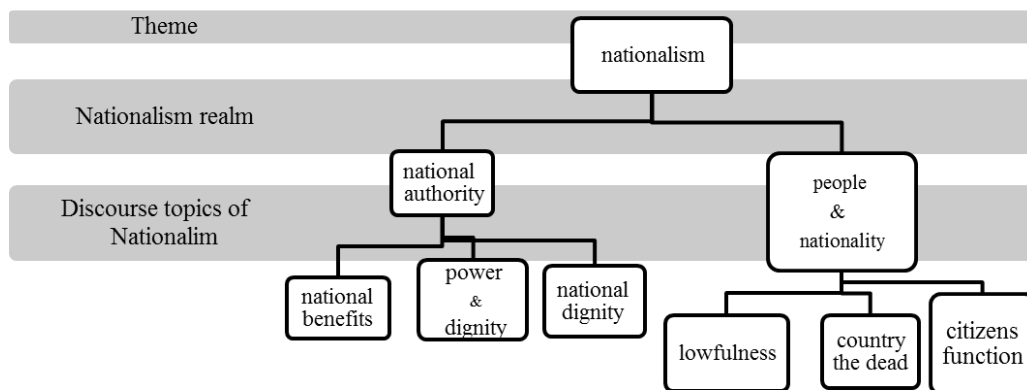 Theme
nationalism
Nationalism realm
national
authority
people
&
nationality
Discourse topics of
Nationalim
national
benefits
power
&
dignity
national
dignity
lowfulness
country
the dead
citizens
function